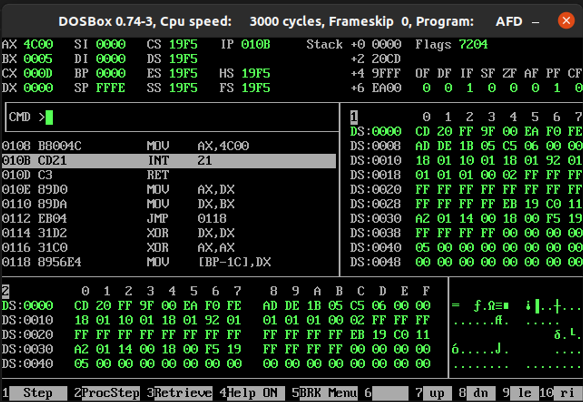 DOSBox 0.74-3, Cpu speed: 3000 cycles, Frameskip 0, Program: AFD
AX 4C00 SI 0000 CS 19F5 IP 010B Stack +0 0000 Flags 7204
BX 0005 DI 0000 DS 19F5 +2 20CD
CX 000D BP 0000 ES 19F5 HS 19F5 +4 9FFF OF DF IF SF ZF AF PF CF
DX 0000 SP FFFE SS 19F5 FS 19F5 +6 EA00 0 0 1 0 0 0 1 0
CMD >
1 0 1 2 3 4 5 6 7
DS:0000 CD 20 FF 9F 00 EA F0 FE
DS:0008 AD DE 1B 05 C5 06 00 00
DS:0010 18 01 10 01 18 01 92 01
DS:0018 01 01 01 00 02 FF FF FF
DS:0020 FF FF FF FF FF FF FF FF
DS:0028 FF FF FF FF EB 19 C0 11
DS:0030 A2 01 14 00 18 00 F5 19
DS:0038 FF FF FF FF 00 00 00 00
DS:0040 05 00 00 00 00 00 00 00
DS:0048 00 00 00 00 00 00 00 00
0108 B8004C MOV AX,4C00
010B CD21 INT 21
010D C3 RET
010E 89D0 MOV AX,DX
0110 89DA MOV DX,BX
0112 EB04 JMP 0118
0114 31D2 XOR DX,DX
0116 31C0 XOR AX,AX
0118 8956E4 MOV [BP-1C],DX
2 0 1 2 3 4 5 6 7 8 9 A B C D E F
DS:0000 CD 20 FF 9F 00 EA F0 FE AD DE 1B 05 C5 06 00 00
DS:0010 18 01 10 01 18 01 92 01 01 01 01 00 02 FF FF FF
DS:0020 FF FF FF FF FF FF FF FF FF FF FF FF EB 19 C0 11
DS:0030 A2 01 14 00 18 00 F5 19 FF FF FF FF 00 00 00 00
DS:0040 05 00 00 00 00 00 00 00 00 00 00 00 00 00 00 00
1 Step 2ProcStep 3Retrieve 4Help ON 5BRK Menu 6 7 up 8 dn 9 le 10 ri